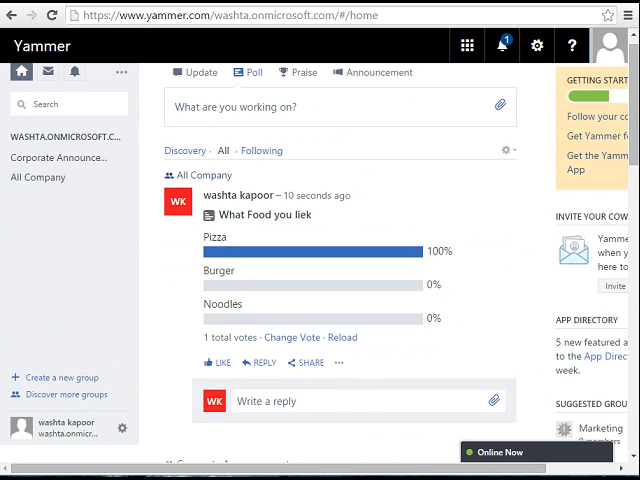 https://www.yammer.com/washta.onmicrosoft.com/#/home
Yammer
1
?
Update
Poll
Praise
Announcement
Search
What are you working on?
WASHTA.ONMICROSOFT.C...
Corporate Announce...
All Company
Discovery · All · Following
All Company
WK
washta kapoor – 10 seconds ago
What Food you liek
Pizza
100%
Burger
0%
Noodles
0%
1 total votes · Change Vote · Reload
LIKE
REPLY
SHARE
WK
Write a reply
Create a new group
Discover more groups
washta kapoor
washta.onmicr...
GETTING START
Follow your co
Get Yammer f
Get the Yamm
App
INVITE YOUR COW
Yamme
when y
here to
Invite
APP DIRECTORY
5 new featured a
to the App Direc
week.
SUGGESTED GROU
Marketing
Online Now